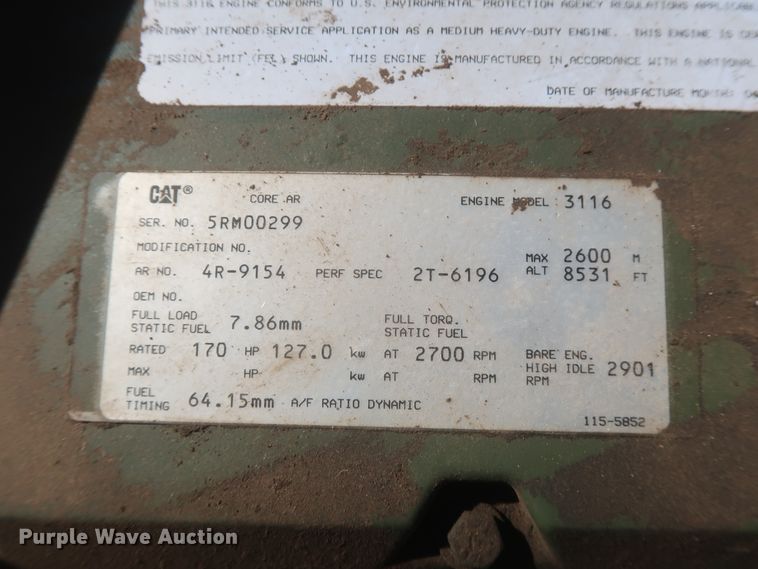 THIS 3116 ENGINE CONFORMS TO U.S. ENVIRONMENTAL PROTECTION AGENCY REGULATIONS APPLICABLE
PRIMARY INTENDED SERVICE APPLICATION AS A MEDIUM HEAVY-DUTY ENGINE. THIS ENGINE IS
EMISSION LIMIT (FEL) SHOWN. THIS ENGINE IS MANUFACTURED IN ACCORDANCE WITH A NATIONAL
DATE OF MANUFACTURE MONTH:
CAT® CORE AR ENGINE MODEL 3116
SER. NO. 5RM00299
MODIFICATION NO.
AR NO. 4R-9154 PERF SPEC 2T-6196 MAX ALT 2600 M 8531 FT
OEM NO.
FULL LOAD STATIC FUEL 7.86mm FULL TORQ. STATIC FUEL
RATED 170 HP 127.0 kw AT 2700 RPM BARE ENG. HIGH IDLE RPM 2901
MAX HP kw AT RPM
FUEL TIMING 64.15mm A/F RATIO DYNAMIC
115-5852
Purple Wave Auction